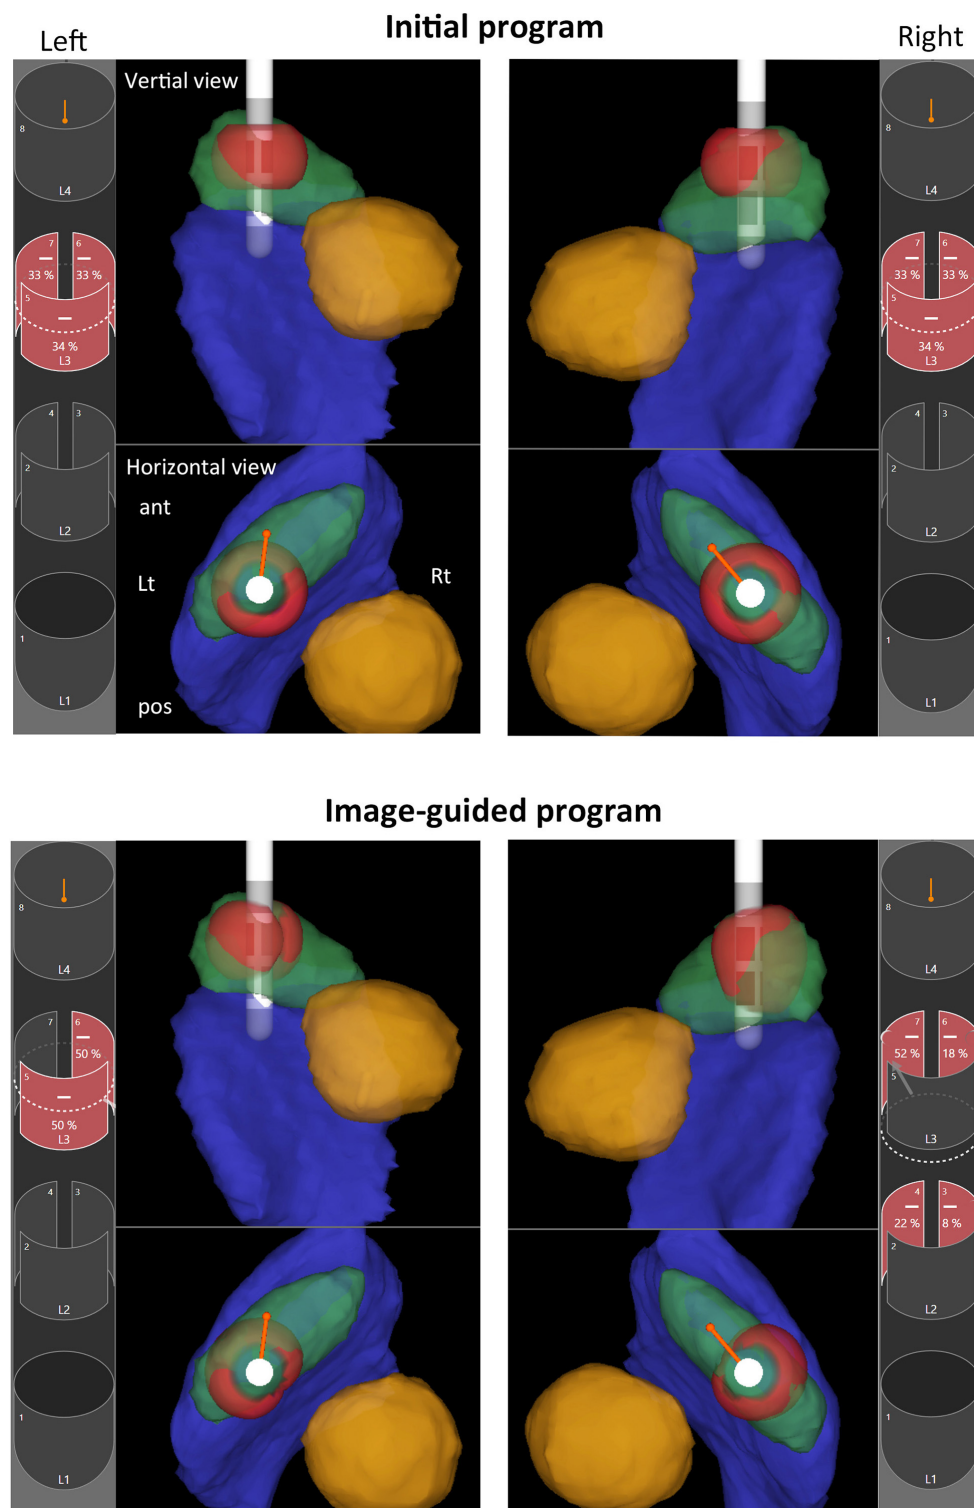 Initial program
Left
Right
Vertial view
8
L4
7
6
33 %
33 %
5
34 %
L3
4
3
2
L2
1
L1
Horizontal view
ant
Lt
Rt
pos
8
L4
7
6
33 %
33 %
5
34 %
L3
4
3
2
L2
1
L1
Image-guided program
8
L4
7
6
50 %
5
50 %
L3
4
3
2
L2
1
L1
8
L4
7
6
52 %
18 %
5
L3
4
3
22 %
8 %
2
L2
1
L1